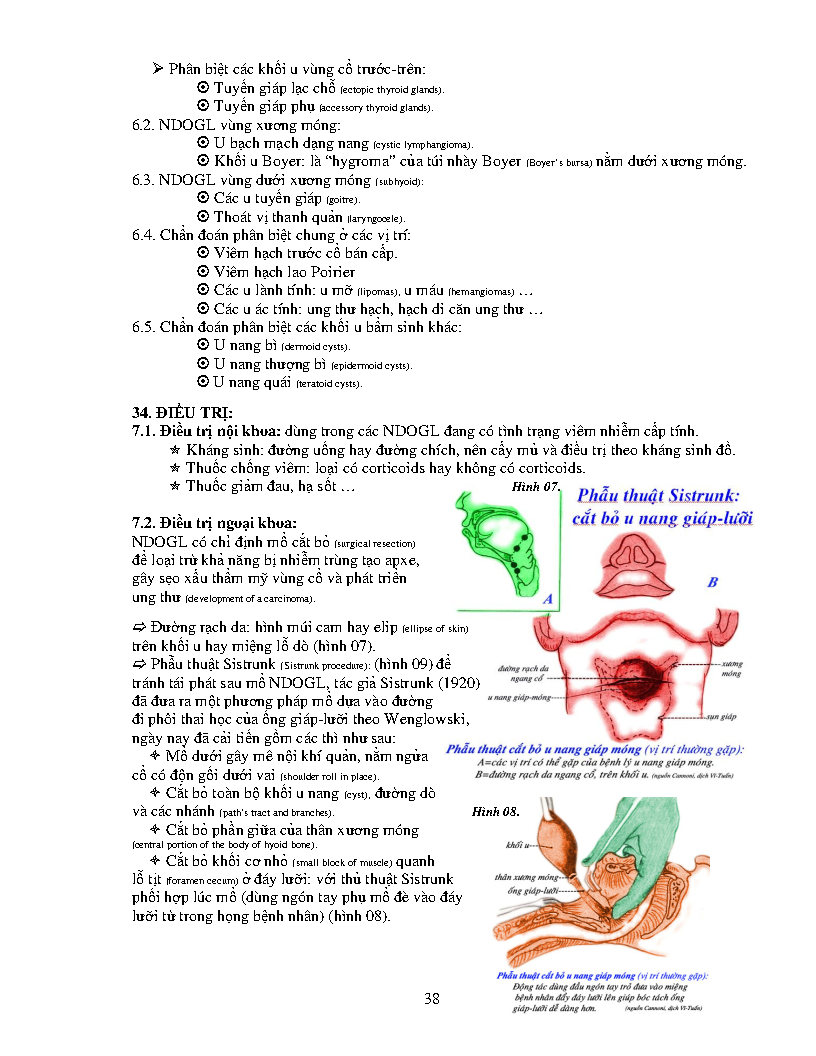 ➢ Phân biệt các khối u vùng cổ trước-trên:
⦿ Tuyến giáp lạc chỗ (ectopic thyroid glands).
⦿ Tuyến giáp phụ (accessory thyroid glands).
6.2. NDOGL vùng xương móng:
⦿ U bạch mạch dạng nang (cystic lymphangioma).
⦿ Khối u Boyer: là “hygroma” của túi nhày Boyer (Boyer’s bursa) nằm dưới xương móng.
6.3. NDOGL vùng dưới xương móng (subhyoid):
⦿ Các u tuyến giáp (goitre).
⦿ Thoát vị thanh quản (laryngocele).
6.4. Chẩn đoán phân biệt chung ở các vị trí:
⦿ Viêm hạch trước cổ bán cấp.
⦿ Viêm hạch lao Poirier
⦿ Các u lành tính: u mỡ (lipomas), u máu (hemangiomas) …
⦿ Các u ác tính: ung thư hạch, hạch di căn ung thư …
6.5. Chẩn đoán phân biệt các khối u bẩm sinh khác:
⦿ U nang bì (dermoid cysts).
⦿ U nang thượng bì (epidermoid cysts).
⦿ U nang quái (teratoid cysts).
34. ĐIỀU TRỊ:
7.1. Điều trị nội khoa: dùng trong các NDOGL đang có tình trạng viêm nhiễm cấp tính.
✯ Kháng sinh: đường uống hay đường chích, nên cấy mủ và điều trị theo kháng sinh đồ.
✯ Thuốc chống viêm: loại có corticoids hay không có corticoids.
✯ Thuốc giảm đau, hạ sốt …
7.2. Điều trị ngoại khoa:
NDOGL có chỉ định mổ cắt bỏ (surgical resection)
để loại trừ khả năng bị nhiễm trùng tạo apxe,
gây sẹo xấu thẩm mỹ vùng cổ và phát triển
ung thư (development of a carcinoma).
➪ Đường rạch da: hình múi cam hay elip (ellipse of skin)
trên khối u hay miệng lỗ dò (hình 07).
➪ Phẫu thuật Sistrunk (Sistrunk procedure): (hình 09) để
tránh tái phát sau mổ NDOGL, tác giả Sistrunk (1920)
đã đưa ra một phương pháp mổ dựa vào đường
đi phôi thai học của ống giáp-lưỡi theo Wenglowski,
ngày nay đã cải tiến gồm các thì như sau:
✧ Mổ dưới gây mê nội khí quản, nằm ngửa
cổ có độn gối dưới vai (shoulder roll in place).
✧ Cắt bỏ toàn bộ khối u nang (cyst), đường dò
và các nhánh (path’s tract and branches).
✧ Cắt bỏ phần giữa của thân xương móng
(central portion of the body of hyoid bone).
✧ Cắt bỏ khối cơ nhỏ (small block of muscle) quanh
lỗ tịt (foramen cecum) ở đáy lưỡi: với thủ thuật Sistrunk
phối hợp lúc mổ (dùng ngón tay phụ mổ đè vào đáy
lưỡi từ trong họng bệnh nhân) (hình 08).
Hình 07.
Phẫu thuật Sistrunk:
cắt bỏ u nang giáp-lưỡi
A
B
đường rạch da
ngang cổ
u nang giáp-móng
xương
móng
sụn giáp
Phẫu thuật cắt bỏ u nang giáp móng (vị trí thường gặp):
A=các vị trí có thể gặp của bệnh lý u nang giáp móng.
B=đường rạch da ngang cổ, trên khối u. (nguồn Cannoni, dịch Vi-Tuấn)
Hình 08.
khối u
thân xương móng
ống giáp-lưỡi
Phẫu thuật cắt bỏ u nang giáp móng (vị trí thường gặp):
Động tác dùng đầu ngón tay trỏ đưa vào miệng
bệnh nhân đẩy đáy lưỡi lên giúp bóc tách ống
giáp-lưỡi dễ dàng hơn. (nguồn Cannoni, dịch Vi-Tuấn)
38